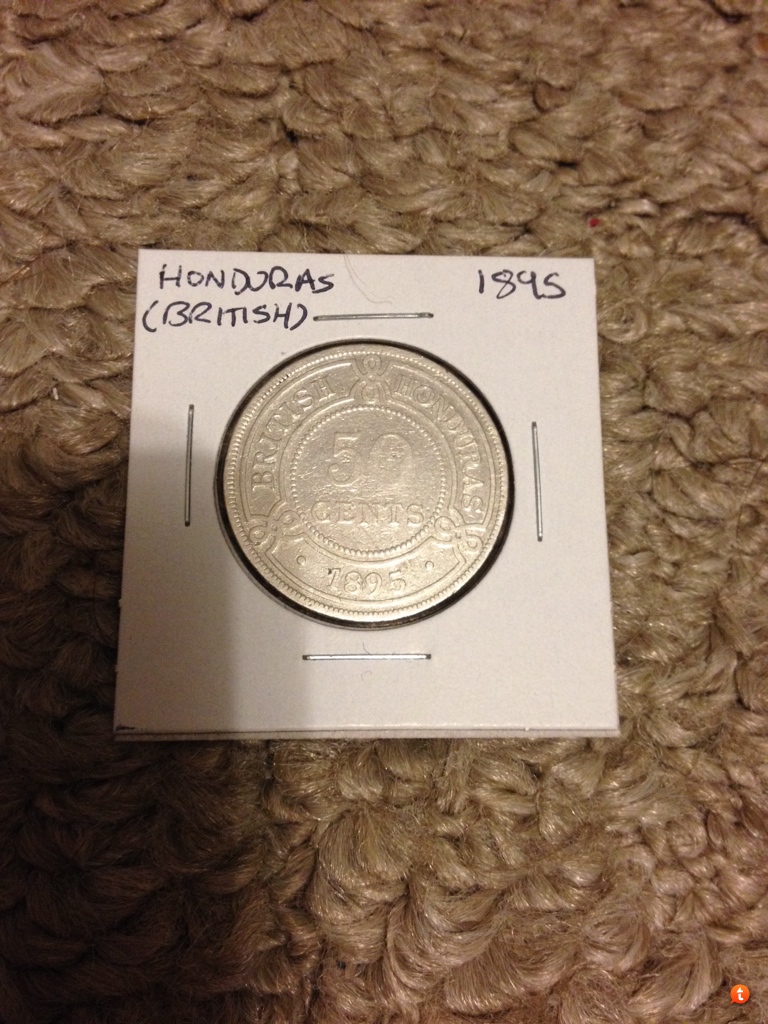 HONDURAS 1895
(BRITISH)
BRITISH HONDURAS
50
CENTS
1895
t